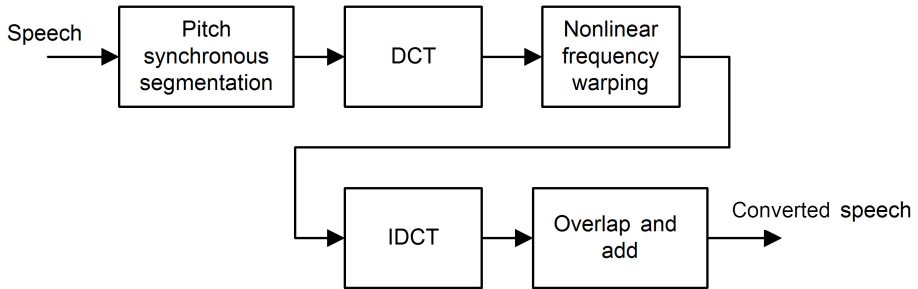 Speech
Pitch
synchronous
segmentation
DCT
Nonlinear
frequency
warping
IDCT
Overlap and
add
Converted speech